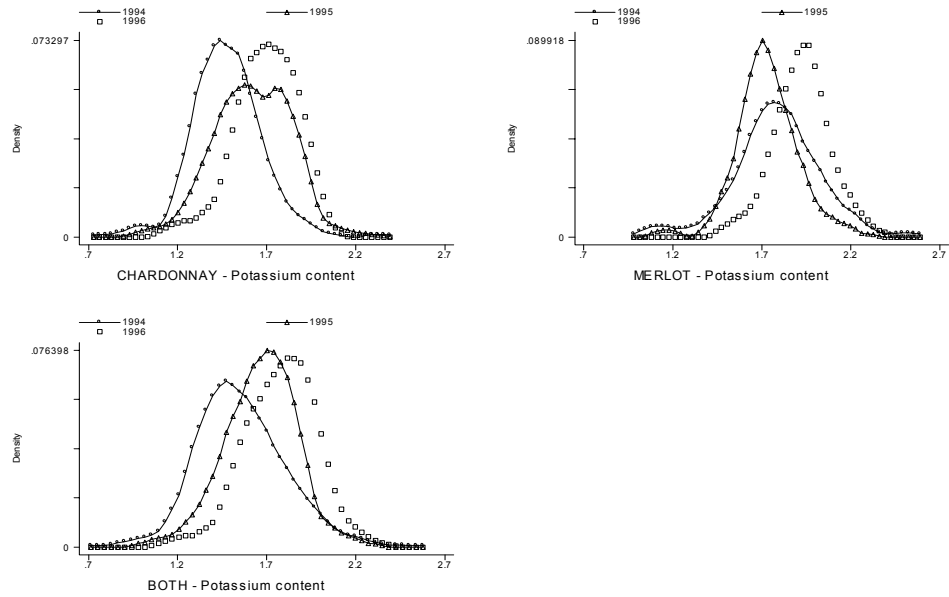 1994 1995
1996
.073297
Density
0
.7 1.2 1.7 2.2 2.7
CHARDONNAY - Potassium content
1994 1995
1996
.089918
Density
0
.7 1.2 1.7 2.2 2.7
MERLOT - Potassium content
1994 1995
1996
.076398
Density
0
.7 1.2 1.7 2.2 2.7
BOTH - Potassium content